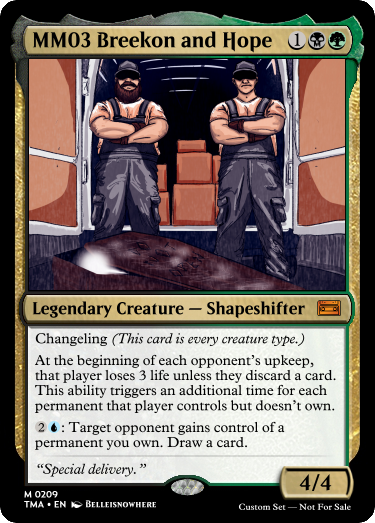 MM03 Breekon and Hope 1
Legendary Creature — Shapeshifter
Changeling (This card is every creature type.)
At the beginning of each opponent's upkeep,
that player loses 3 life unless they discard a card.
This ability triggers an additional time for each
permanent that player controls but doesn't own.
2 : Target opponent gains control of a
permanent you own. Draw a card.
“Special delivery.”
4/4
M 0209
TMA • EN Belleisnowhere
Custom Set — Not For Sale